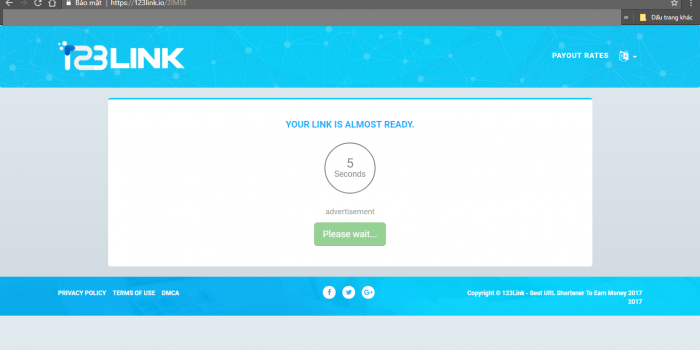 Bảo mật | https://123link.io/2IM5E
» Dấu trang khác
123LINK
PAYOUT RATES
YOUR LINK IS ALMOST READY.
5
Seconds
advertisement
Please wait...
PRIVACY POLICY TERMS OF USE DMCA
Copyright © 123Link - Best URL Shortener To Earn Money 2017
2017